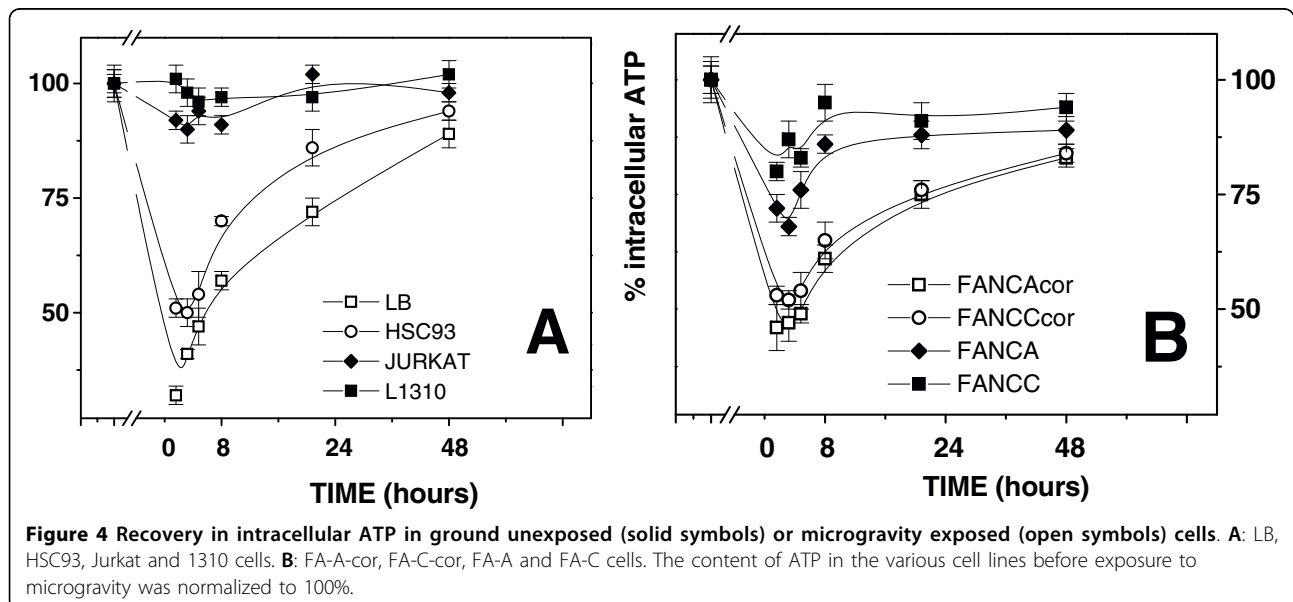 100
75
50
0
8
24
48
TIME (hours)
LB
HSC93
JURKAT
L1310
A
% intracellular ATP
100
75
50
0
8
24
48
TIME (hours)
FANCAcor
FANCCcor
FANCA
FANCC
B
Figure 4 Recovery in intracellular ATP in ground unexposed (solid symbols) or microgravity exposed (open symbols) cells. A: LB,
HSC93, Jurkat and 1310 cells. B: FA-A-cor, FA-C-cor, FA-A and FA-C cells. The content of ATP in the various cell lines before exposure to
microgravity was normalized to 100%.